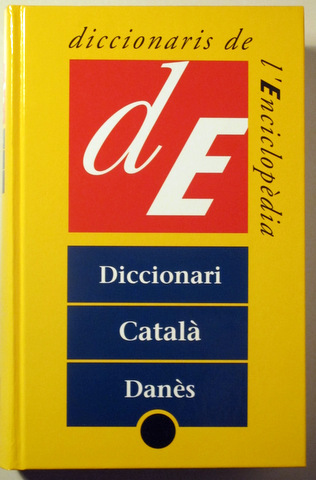 diccionaris de
l'Enciclopèdia
dE
Diccionari
Català
Danès